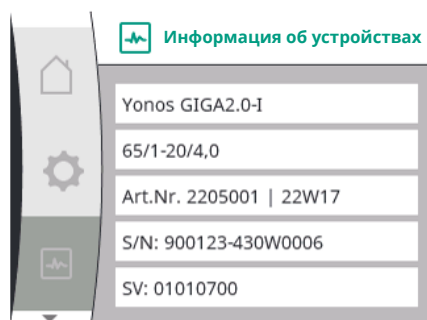 Информация об устройствах
Yonos GIGA2.0-I
65/1-20/4,0
Art.Nr. 2205001 | 22W17
S/N: 900123-430W0006
SV: 01010700